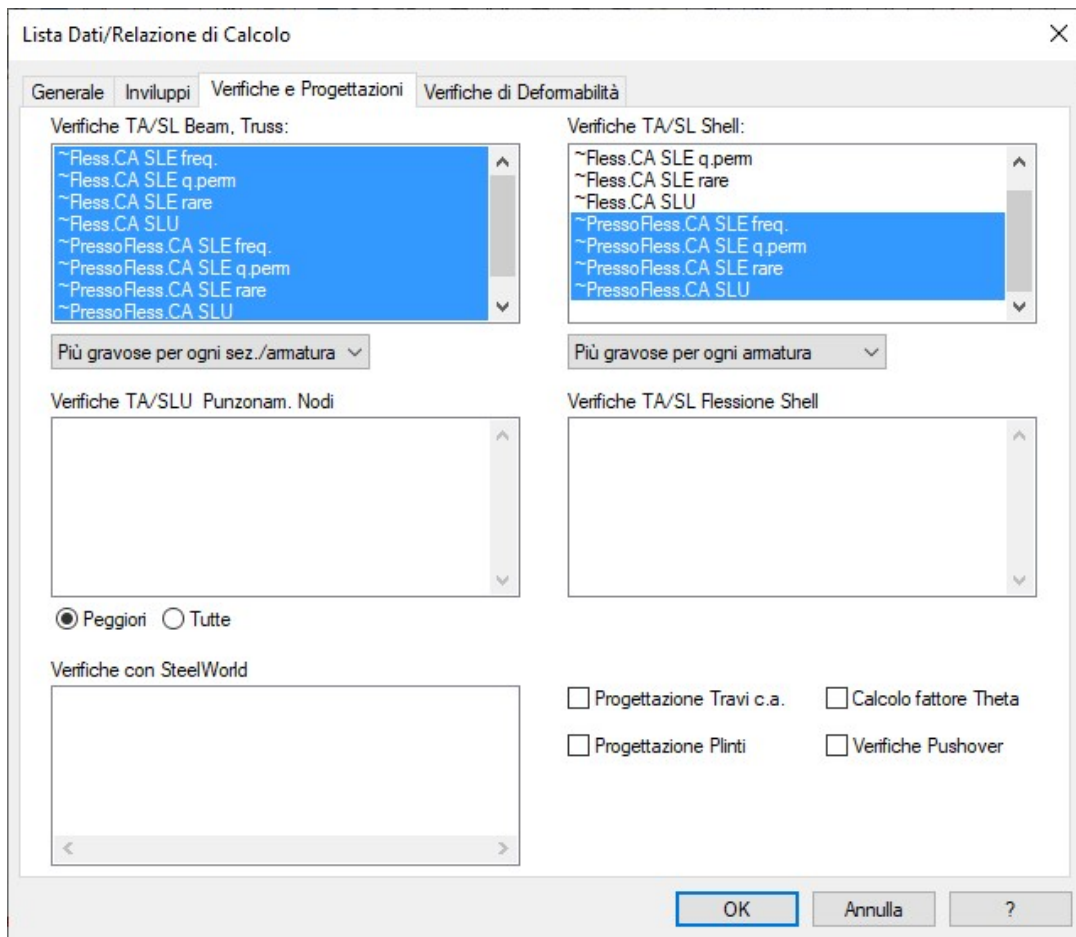 Lista Dati/Relazione di Calcolo
Generale
Inviluppi
Verifiche e Progettazioni
Verifiche di Deformabilità
Verifiche TA/SL Beam, Truss:
~Fless.CA SLE freq.
~Fless.CA SLE q.perm
~Fless.CA SLE rare
~Fless.CA SLU
~PressoFless.CA SLE freq.
~PressoFless.CA SLE q.perm
~PressoFless.CA SLE rare
~PressoFless.CA SLU
Più gravose per ogni sez./armatura
Verifiche TA/SL Shell:
~Fless.CA SLE q.perm
~Fless.CA SLE rare
~Fless.CA SLU
~PressoFless.CA SLE freq.
~PressoFless.CA SLE q.perm
~PressoFless.CA SLE rare
~PressoFless.CA SLU
Più gravose per ogni armatura
Verifiche TA/SLU Punzonam. Nodi
Verifiche TA/SL Flessione Shell
Peggiori
Tutte
Verifiche con SteelWorld
Progettazione Travi c.a.
Calcolo fattore Theta
Progettazione Plinti
Verifiche Pushover
OK
Annulla
?